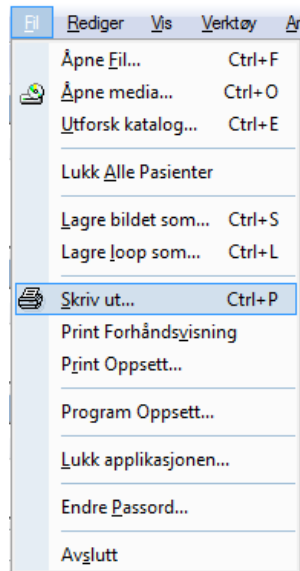 Fil Rediger Vis Verktøy
Åpne Fil... Ctrl+F
Åpne media... Ctrl+O
Utforsk katalog... Ctrl+E
Lukk Alle Pasienter
Lagre bildet som... Ctrl+S
Lagre loop som... Ctrl+L
Skriv ut... Ctrl+P
Print Forhåndsvisning
Print Oppsett...
Program Oppsett...
Lukk applikasjonen...
Endre Passord...
Avslutt